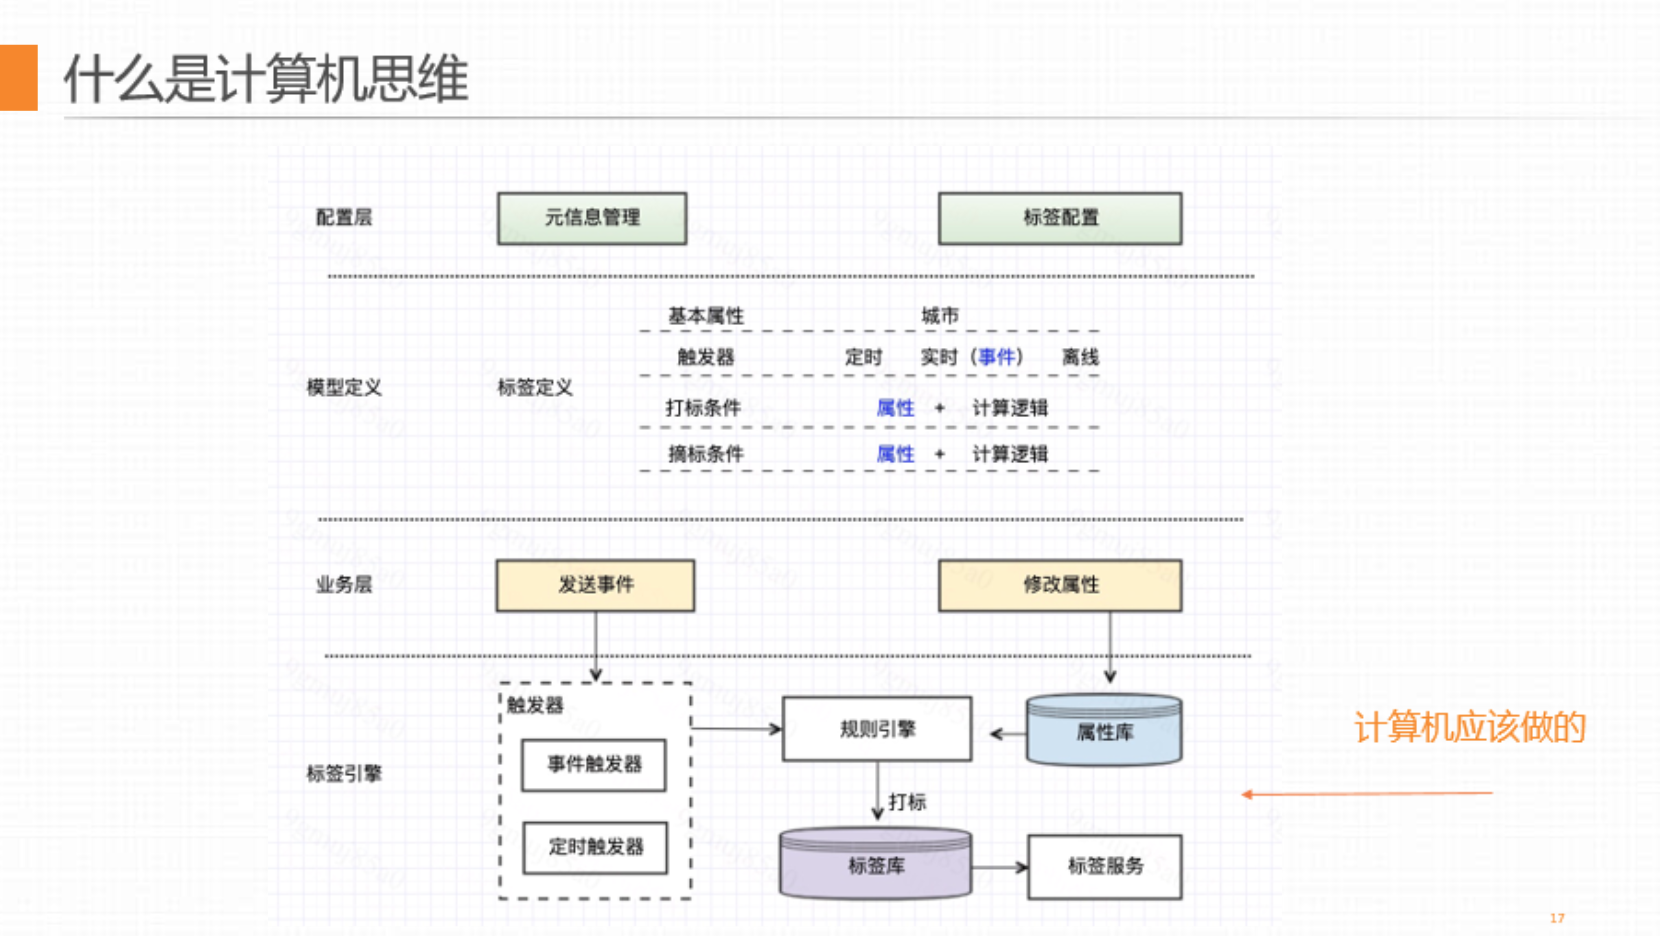 什么是计算机思维
配置层
元信息管理
标签配置
基本属性 城市
触发器 定时 实时（事件） 离线
模型定义
标签定义
打标条件 属性 + 计算逻辑
摘标条件 属性 + 计算逻辑
业务层
发送事件
修改属性
触发器
规则引擎
属性库
计算机应该做的
事件触发器
标签引擎
打标
定时触发器
标签库
标签服务
17